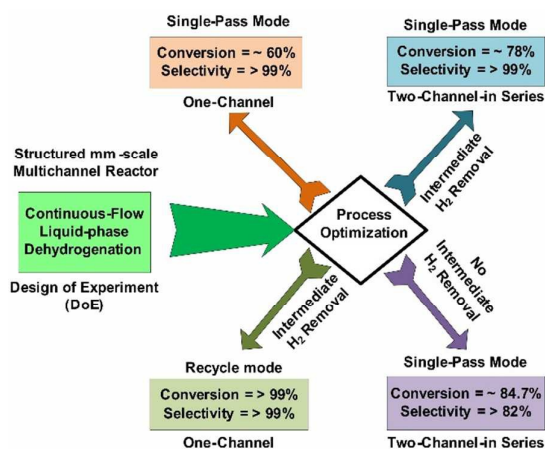 Single-Pass Mode
Conversion = ~ 60%
Selectivity = > 99%
One-Channel
Single-Pass Mode
Conversion = ~ 78%
Selectivity = > 99%
Two-Channel-in Series
Intermediate
H₂ Removal
Structured mm-scale
Multichannel Reactor
Continuous-Flow
Liquid-phase
Dehydrogenation
Design of Experiment
(DoE)
Process
Optimization
Intermediate
H₂ Removal
No
Intermediate
H₂ Removal
Recycle mode
Conversion = > 99%
Selectivity = > 99%
One-Channel
Single-Pass Mode
Conversion = ~ 84.7%
Selectivity = > 82%
Two-Channel-in Series